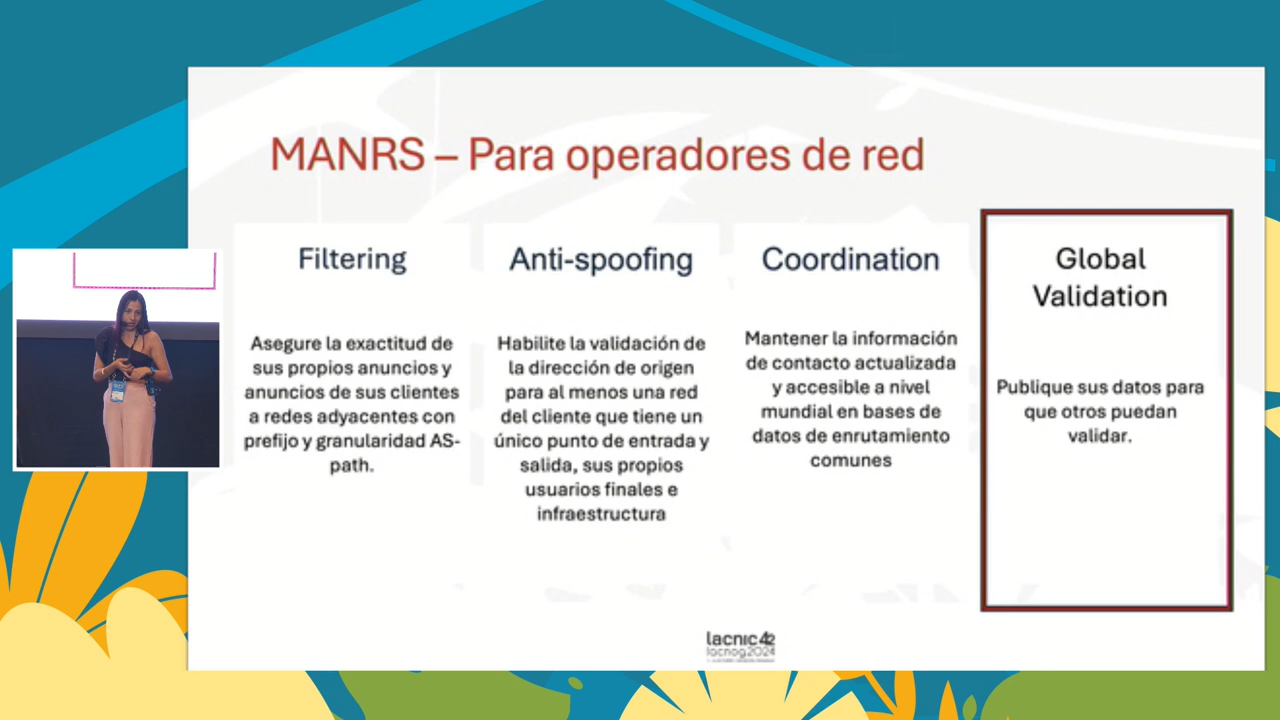 MANRS – Para operadores de red
Filtering
Asegure la exactitud de
sus propios anuncios y
anuncios de sus clientes
a redes adyacentes con
prefijo y granularidad AS-
path.
Anti-spoofing
Habilite la validación de
la dirección de origen
para al menos una red
del cliente que tiene un
único punto de entrada y
salida, sus propios
usuarios finales e
infraestructura
Coordination
Mantener la información
de contacto actualizada
y accesible a nivel
mundial en bases de
datos de enrutamiento
comunes
Global
Validation
Publique sus datos para
que otros puedan
validar.
lacnic42
lacnog2024